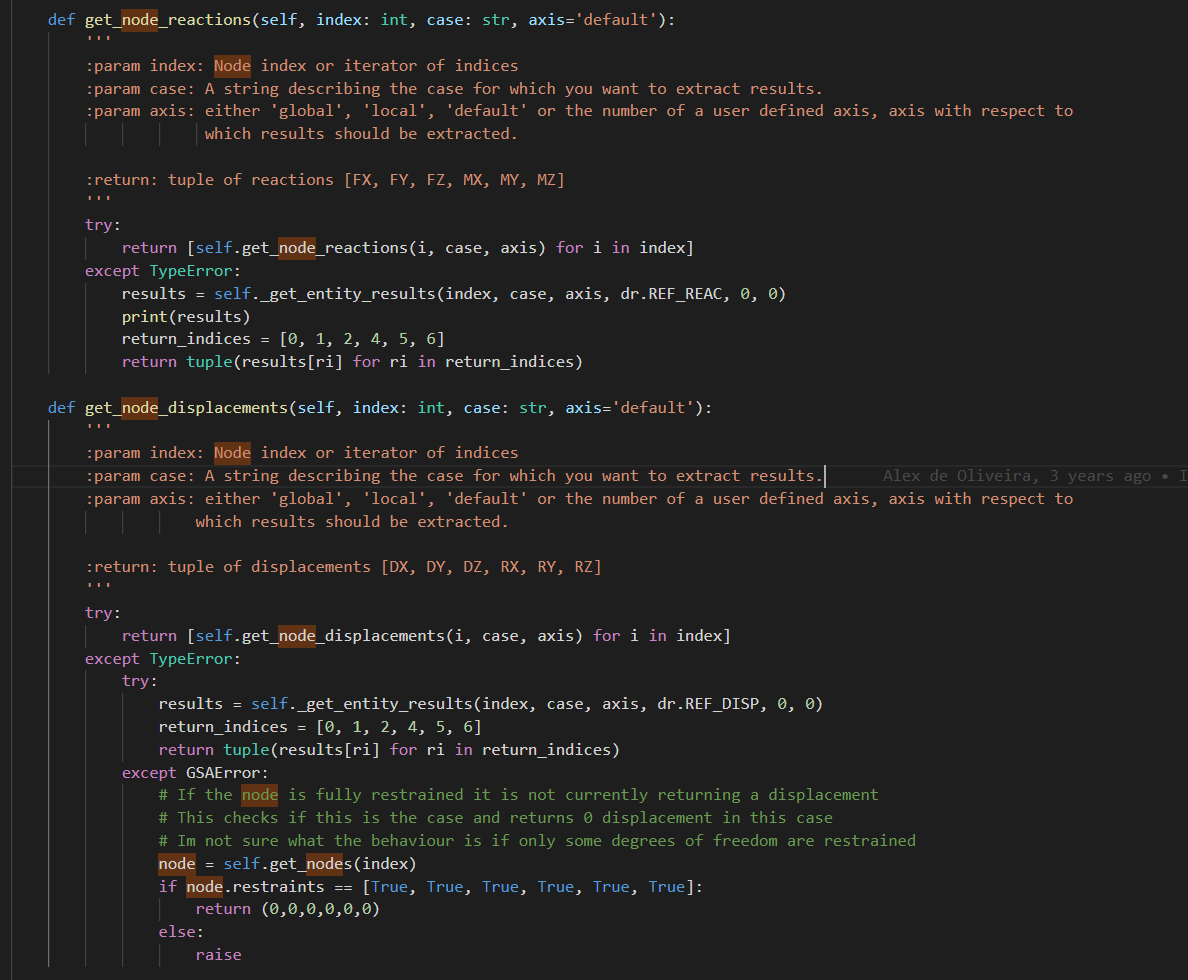 def get_node_reactions(self, index: int, case: str, axis='default'):
'''
:param index: Node index or iterator of indices
:param case: A string describing the case for which you want to extract results.
:param axis: either 'global', 'local', 'default' or the number of a user defined axis, axis with respect to
which results should be extracted.
:return: tuple of reactions [FX, FY, FZ, MX, MY, MZ]
'''
try:
return [self.get_node_reactions(i, case, axis) for i in index]
except TypeError:
results = self._get_entity_results(index, case, axis, dr.REF_REAC, 0, 0)
print(results)
return_indices = [0, 1, 2, 4, 5, 6]
return tuple(results[ri] for ri in return_indices)
def get_node_displacements(self, index: int, case: str, axis='default'):
'''
:param index: Node index or iterator of indices
:param case: A string describing the case for which you want to extract results. Alex de Oliveira, 3 years ago • I
:param axis: either 'global', 'local', 'default' or the number of a user defined axis, axis with respect to
which results should be extracted.
:return: tuple of displacements [DX, DY, DZ, RX, RY, RZ]
'''
try:
return [self.get_node_displacements(i, case, axis) for i in index]
except TypeError:
try:
results = self._get_entity_results(index, case, axis, dr.REF_DISP, 0, 0)
return_indices = [0, 1, 2, 4, 5, 6]
return tuple(results[ri] for ri in return_indices)
except GSAError:
# If the node is fully restrained it is not currently returning a displacement
# This checks if this is the case and returns 0 displacement in this case
# Im not sure what the behaviour is if only some degrees of freedom are restrained
node = self.get_nodes(index)
if node.restraints == [True, True, True, True, True, True]:
return (0,0,0,0,0,0)
else:
raise